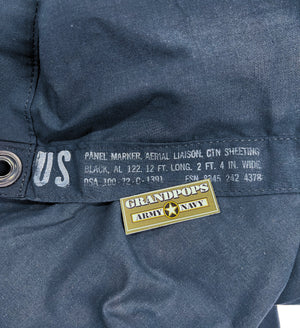 US
PANEL MARKER, AERIAL LIAISON, CTN SHEETING
BLACK, AL 122, 12 FT. LONG, 2 FT. 4 IN. WIDE
DSA 100-72-C-1391 FSN 8345 242 4378
GRANDPOPS
ARMY NAVY